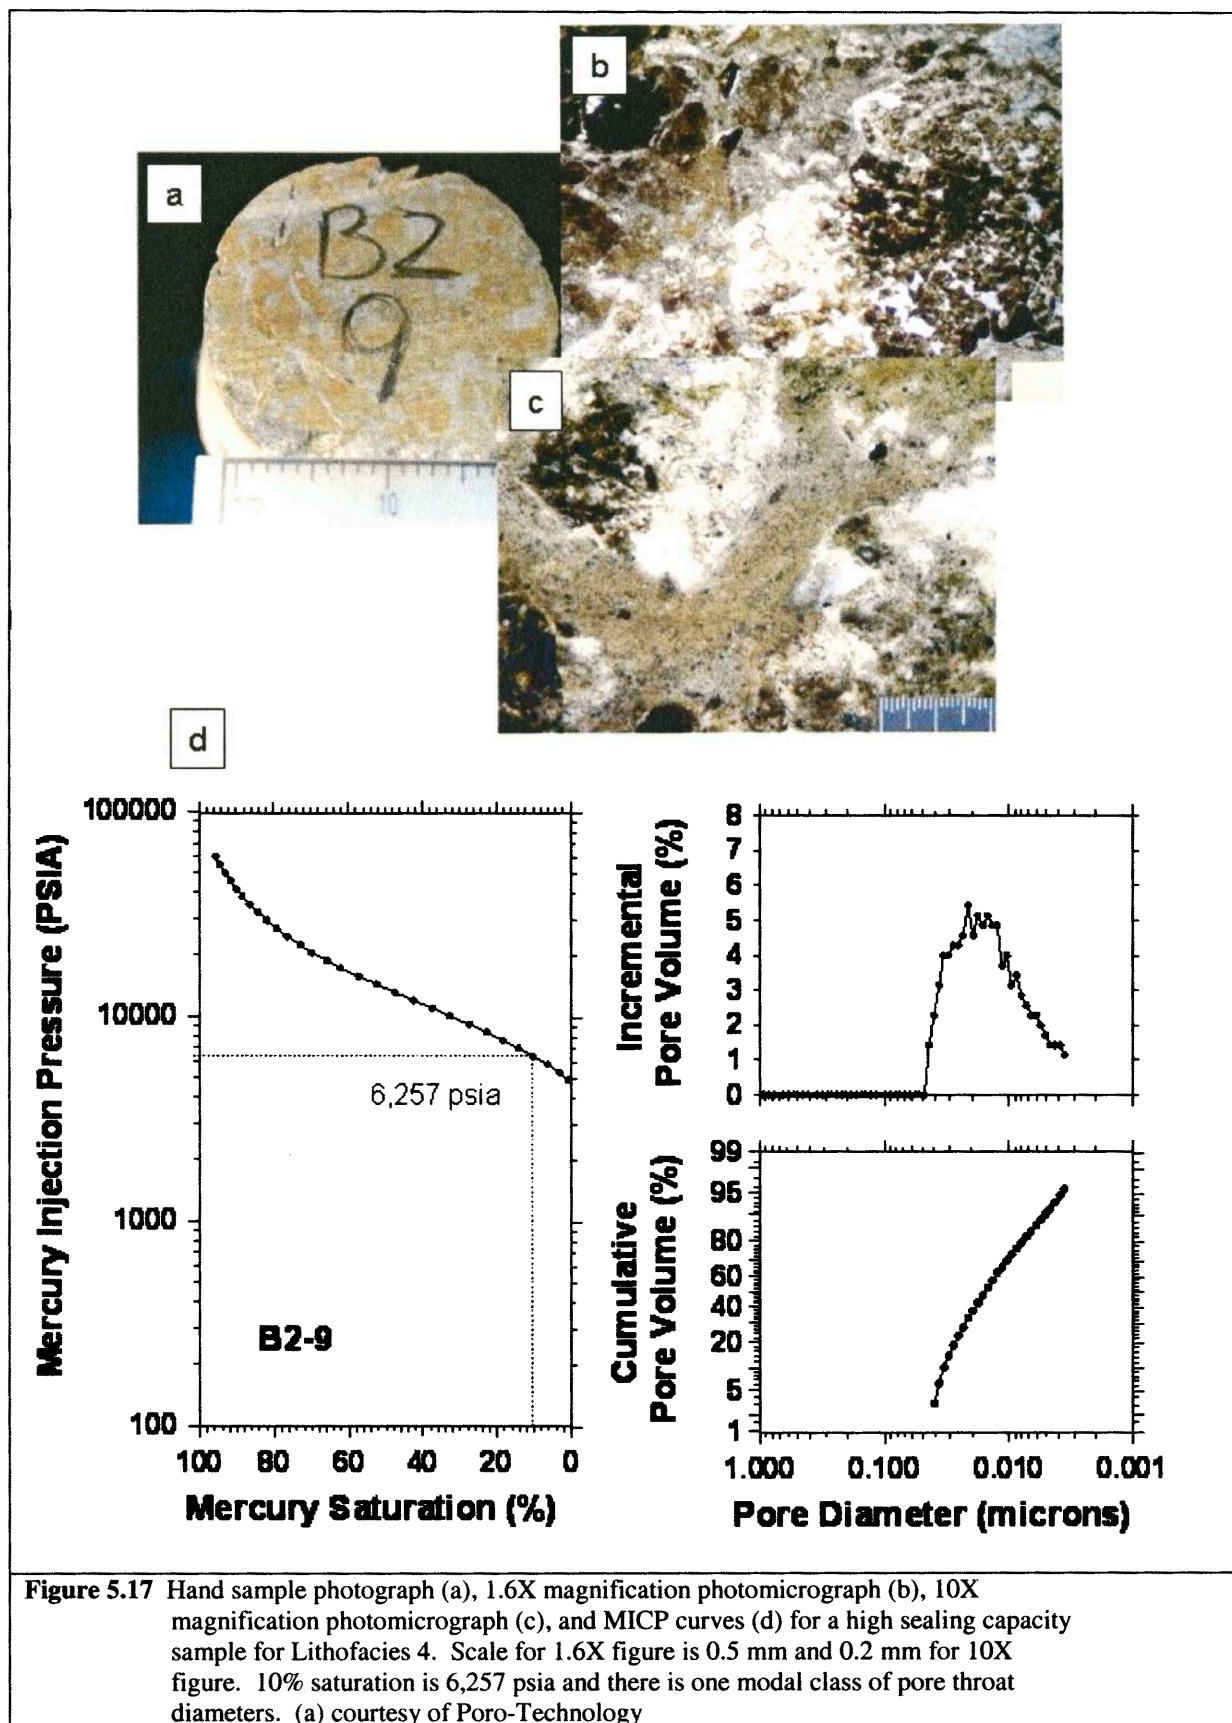 a
B2
9
10
b
c
d
Mercury Injection Pressure (PSIA)
100000
10000
1000
100
6,257 psia
B2-9
100 80 60 40 20 0
Mercury Saturation (%)
Incremental
Pore Volume (%)
8
7
6
5
4
3
2
1
0
Cumulative
Pore Volume (%)
99
95
80
60
40
20
5
1
1.000 0.100 0.010 0.001
Pore Diameter (microns)
Figure 5.17 Hand sample photograph (a), 1.6X magnification photomicrograph (b), 10X
magnification photomicrograph (c), and MICP curves (d) for a high sealing capacity
sample for Lithofacies 4. Scale for 1.6X figure is 0.5 mm and 0.2 mm for 10X
figure. 10% saturation is 6,257 psia and there is one modal class of pore throat
diameters. (a) courtesy of Poro-Technology